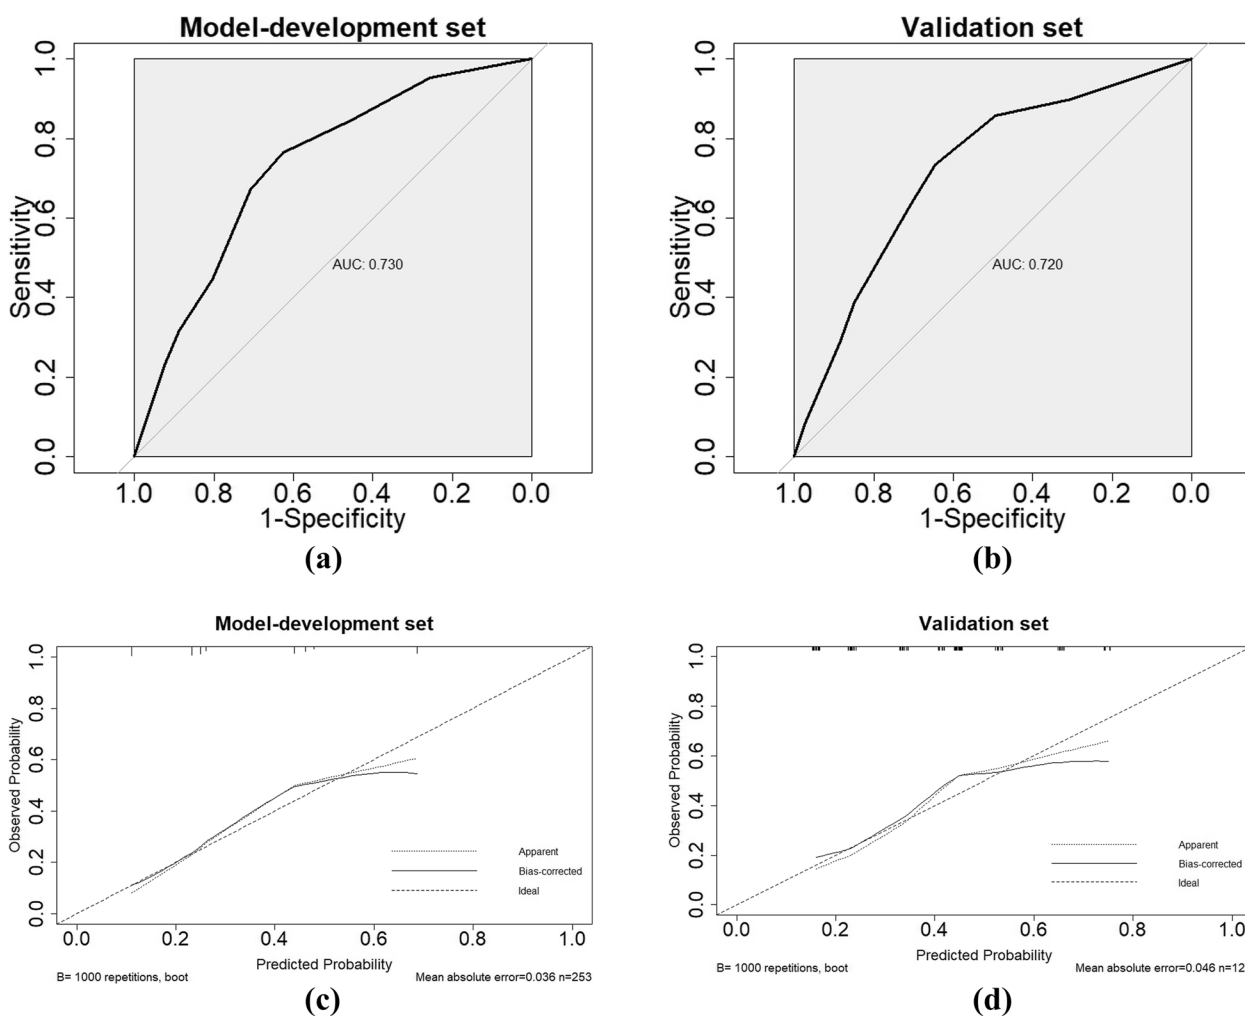 Model-development set
1.0
0.8
0.6
0.4
0.2
0.0
Sensitivity
AUC: 0.730
1.0 0.8 0.6 0.4 0.2 0.0
1-Specificity
(a)
Validation set
1.0
0.8
0.6
0.4
0.2
0.0
Sensitivity
AUC: 0.720
1.0 0.8 0.6 0.4 0.2 0.0
1-Specificity
(b)
Model-development set
1.0
0.8
0.6
0.4
0.2
0.0
Observed Probability
Apparent
Bias-corrected
Ideal
0.0 0.2 0.4 0.6 0.8 1.0
Predicted Probability
B= 1000 repetitions, boot
Mean absolute error=0.036 n=253
(c)
Validation set
1.0
0.8
0.6
0.4
0.2
0.0
Observed Probability
Apparent
Bias-corrected
Ideal
0.0 0.2 0.4 0.6 0.8 1.0
Predicted Probability
B= 1000 repetitions, boot
Mean absolute error=0.046 n=12
(d)